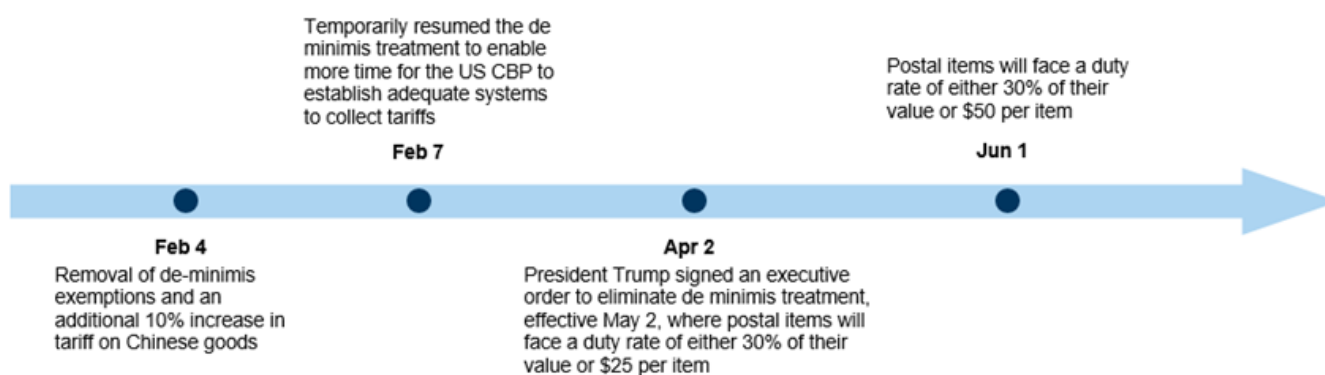 Temporarily resumed the de
minimis treatment to enable
more time for the US CBP to
establish adequate systems
to collect tariffs
Feb 7
Postal items will face a duty
rate of either 30% of their
value or $50 per item
Jun 1
Feb 4
Removal of de-minimis
exemptions and an
additional 10% increase in
tariff on Chinese goods
Apr 2
President Trump signed an executive
order to eliminate de minimis treatment,
effective May 2, where postal items will
face a duty rate of either 30% of their
value or $25 per item